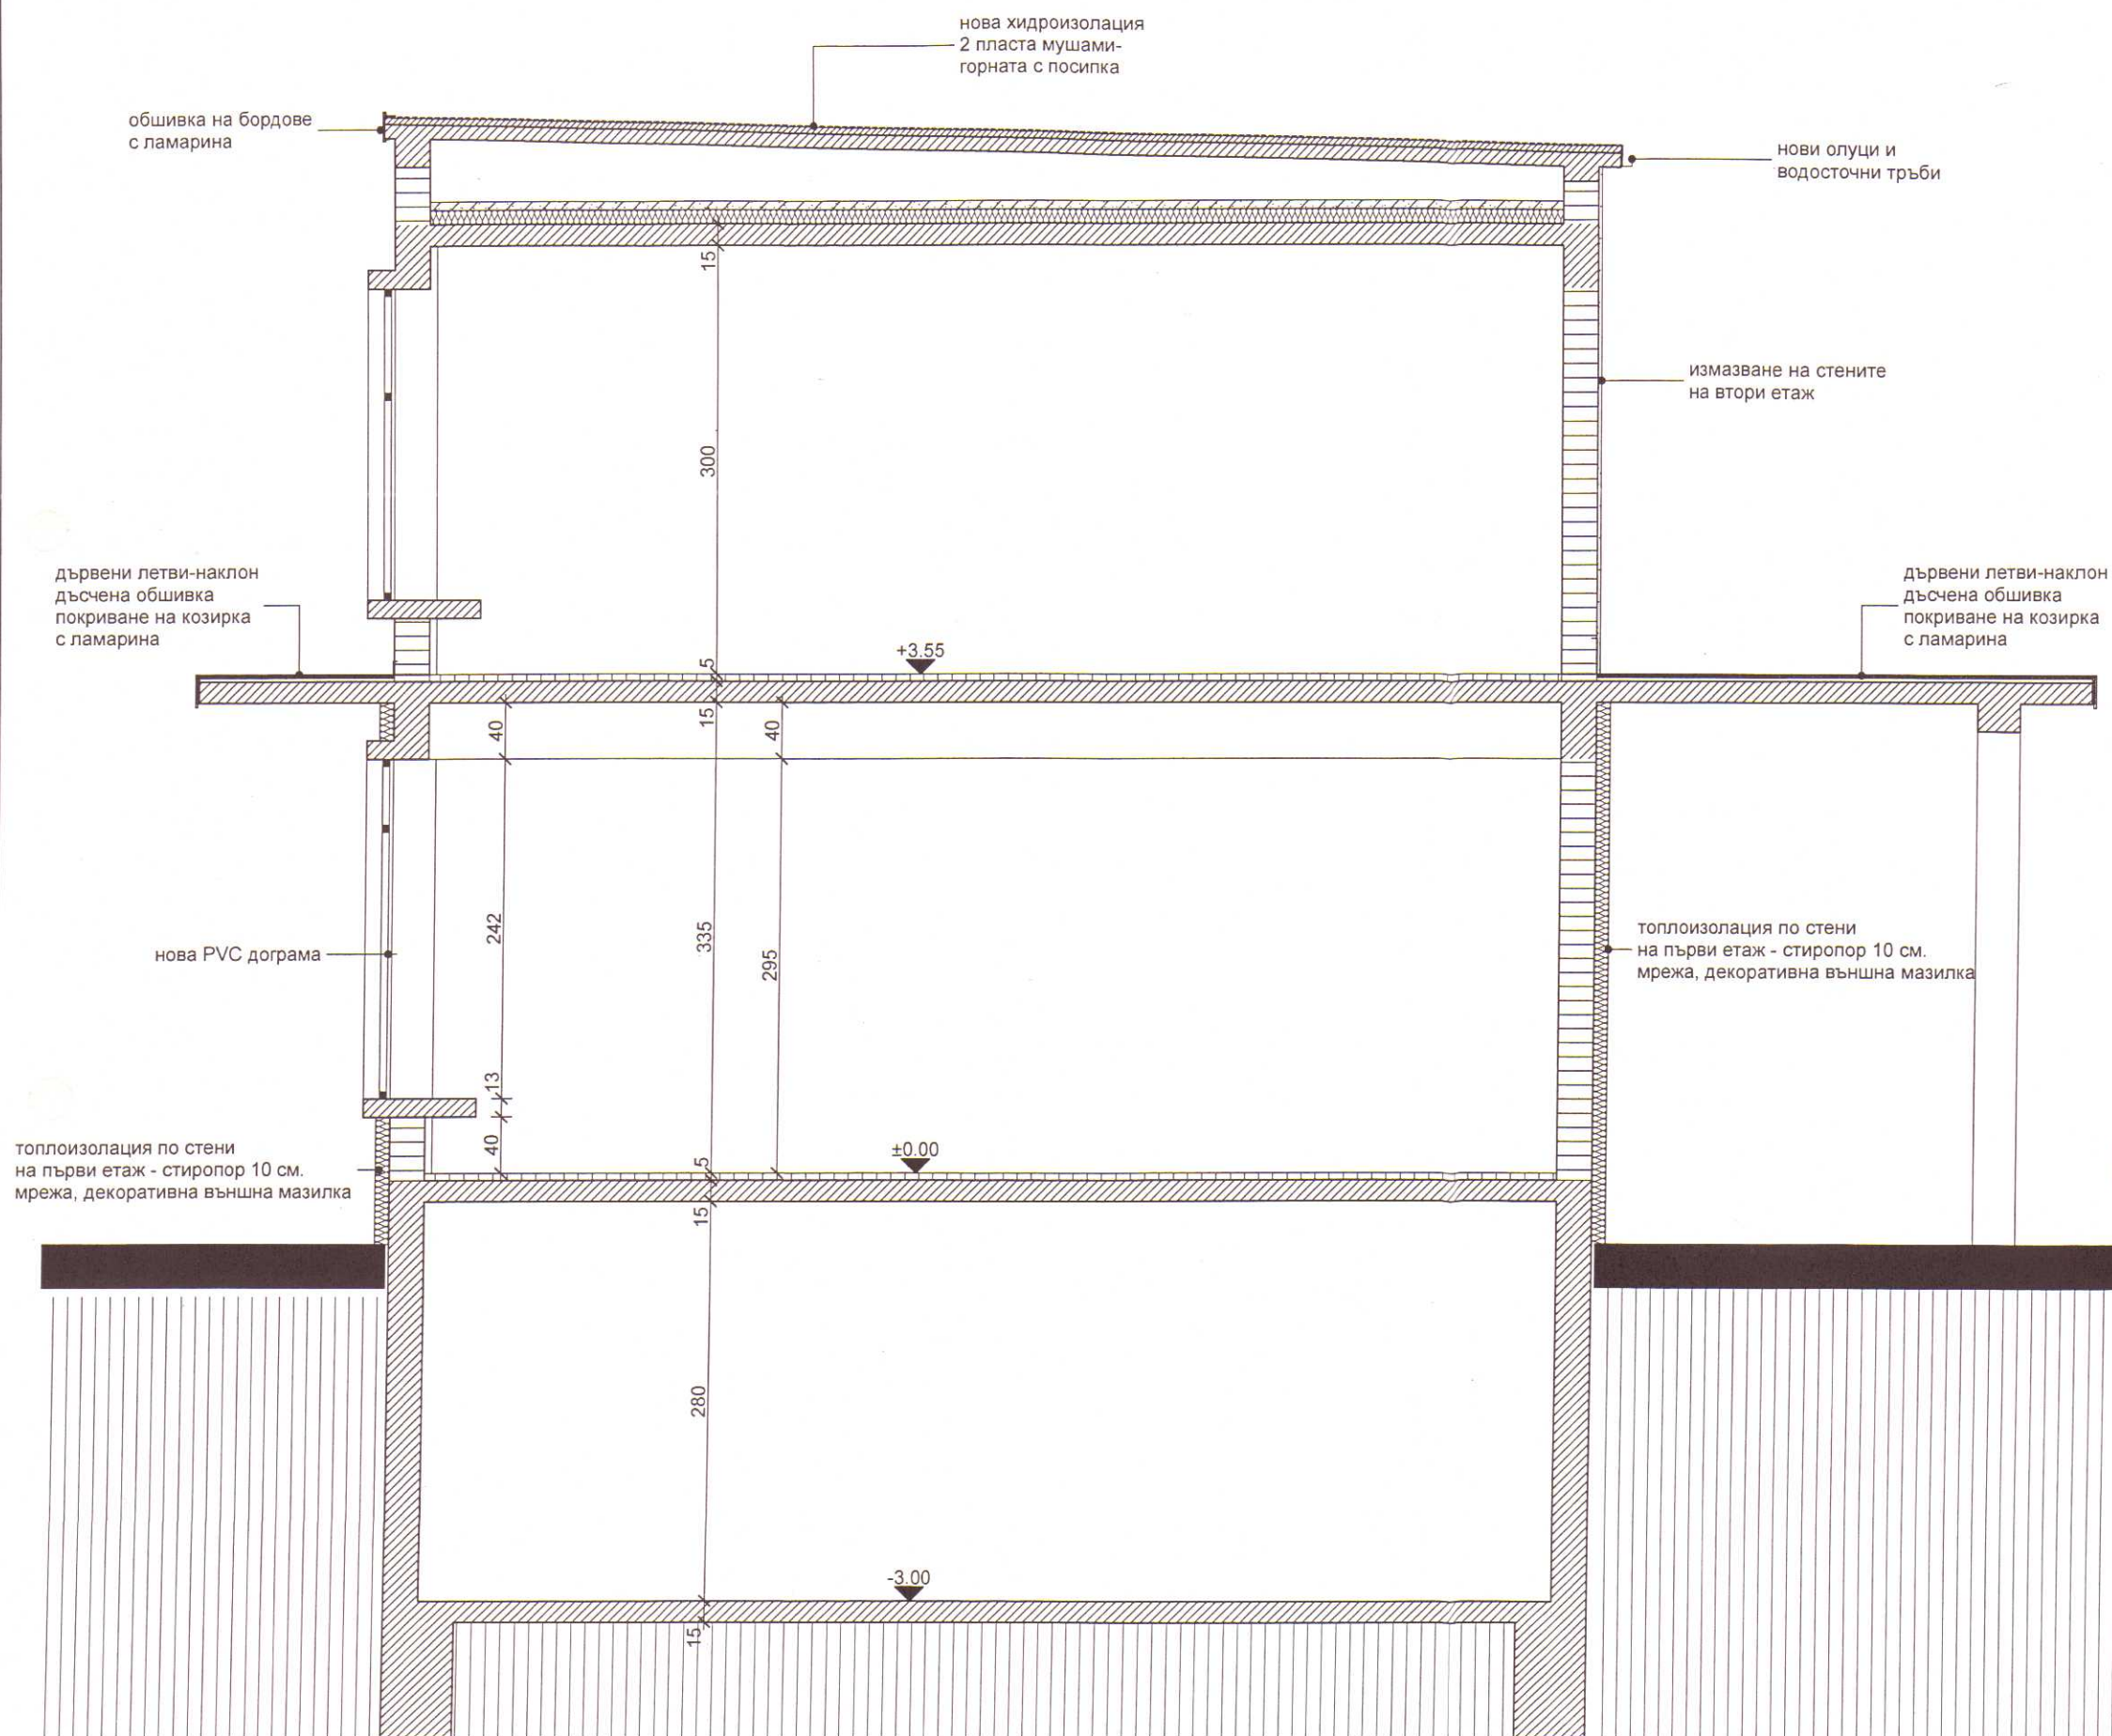 нова хидроизолация
2 пласта мушами-
горната с посипка
обшивка на бордове
с ламарина
нови олуци и
водосточни тръби
15
измазване на стените
на втори етаж
300
дървени летви-наклон
дъсчена обшивка
покриване на козирка
с ламарина
дървени летви-наклон
дъсчена обшивка
покриване на козирка
с ламарина
+3.55
5
15
40
40
242
335
295
нова PVC дограма
топлоизолация по стени
на първи етаж - стиропор 10 см.
мрежа, декоративна външна мазилка
13
40
топлоизолация по стени
на първи етаж - стиропор 10 см.
мрежа, декоративна външна мазилка
±0.00
5
15
280
-3.00
15